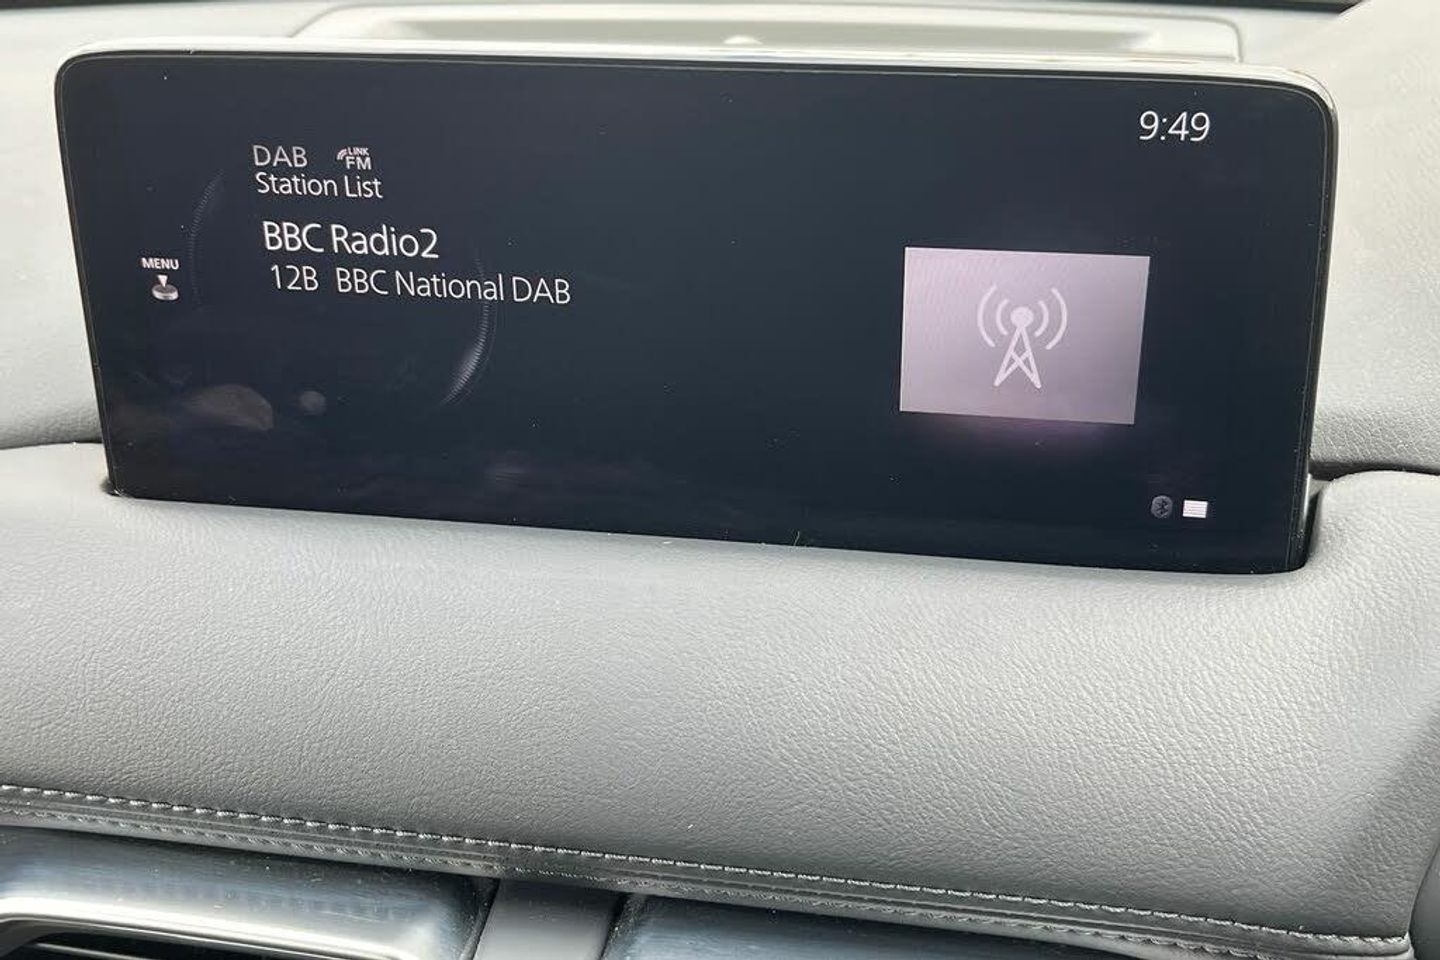 9:49
DAB LINK FM
Station List
BBC Radio2
12B BBC National DAB
MENU